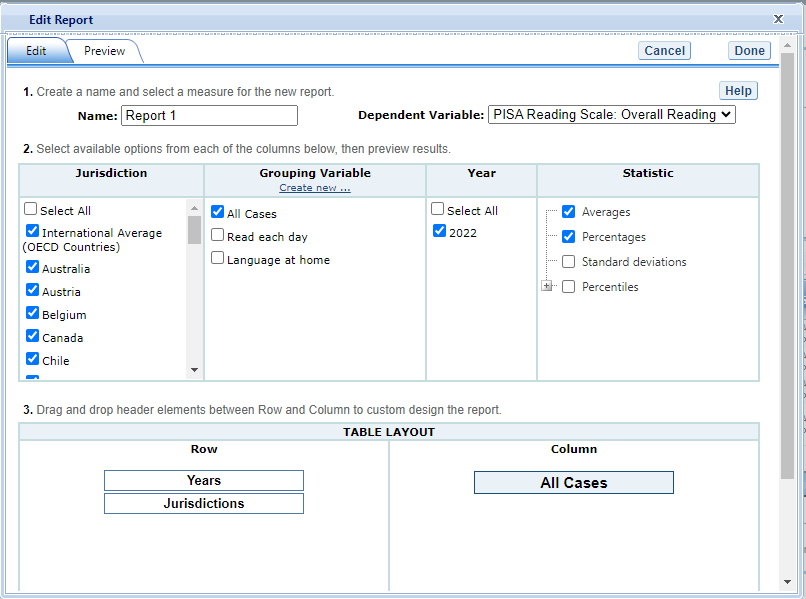 Edit Report
X
Edit
Preview
Cancel
Done
1. Create a name and select a measure for the new report.
Help
Name: Report 1
Dependent Variable: PISA Reading Scale: Overall Reading
2. Select available options from each of the columns below, then preview results.
Jurisdiction
Grouping Variable
Create new ...
Year
Statistic
Select All
International Average
(OECD Countries)
Australia
Austria
Belgium
Canada
Chile
All Cases
Read each day
Language at home
Select All
2022
Averages
Percentages
Standard deviations
Percentiles
3. Drag and drop header elements between Row and Column to custom design the report.
TABLE LAYOUT
Row
Column
Years
Jurisdictions
All Cases